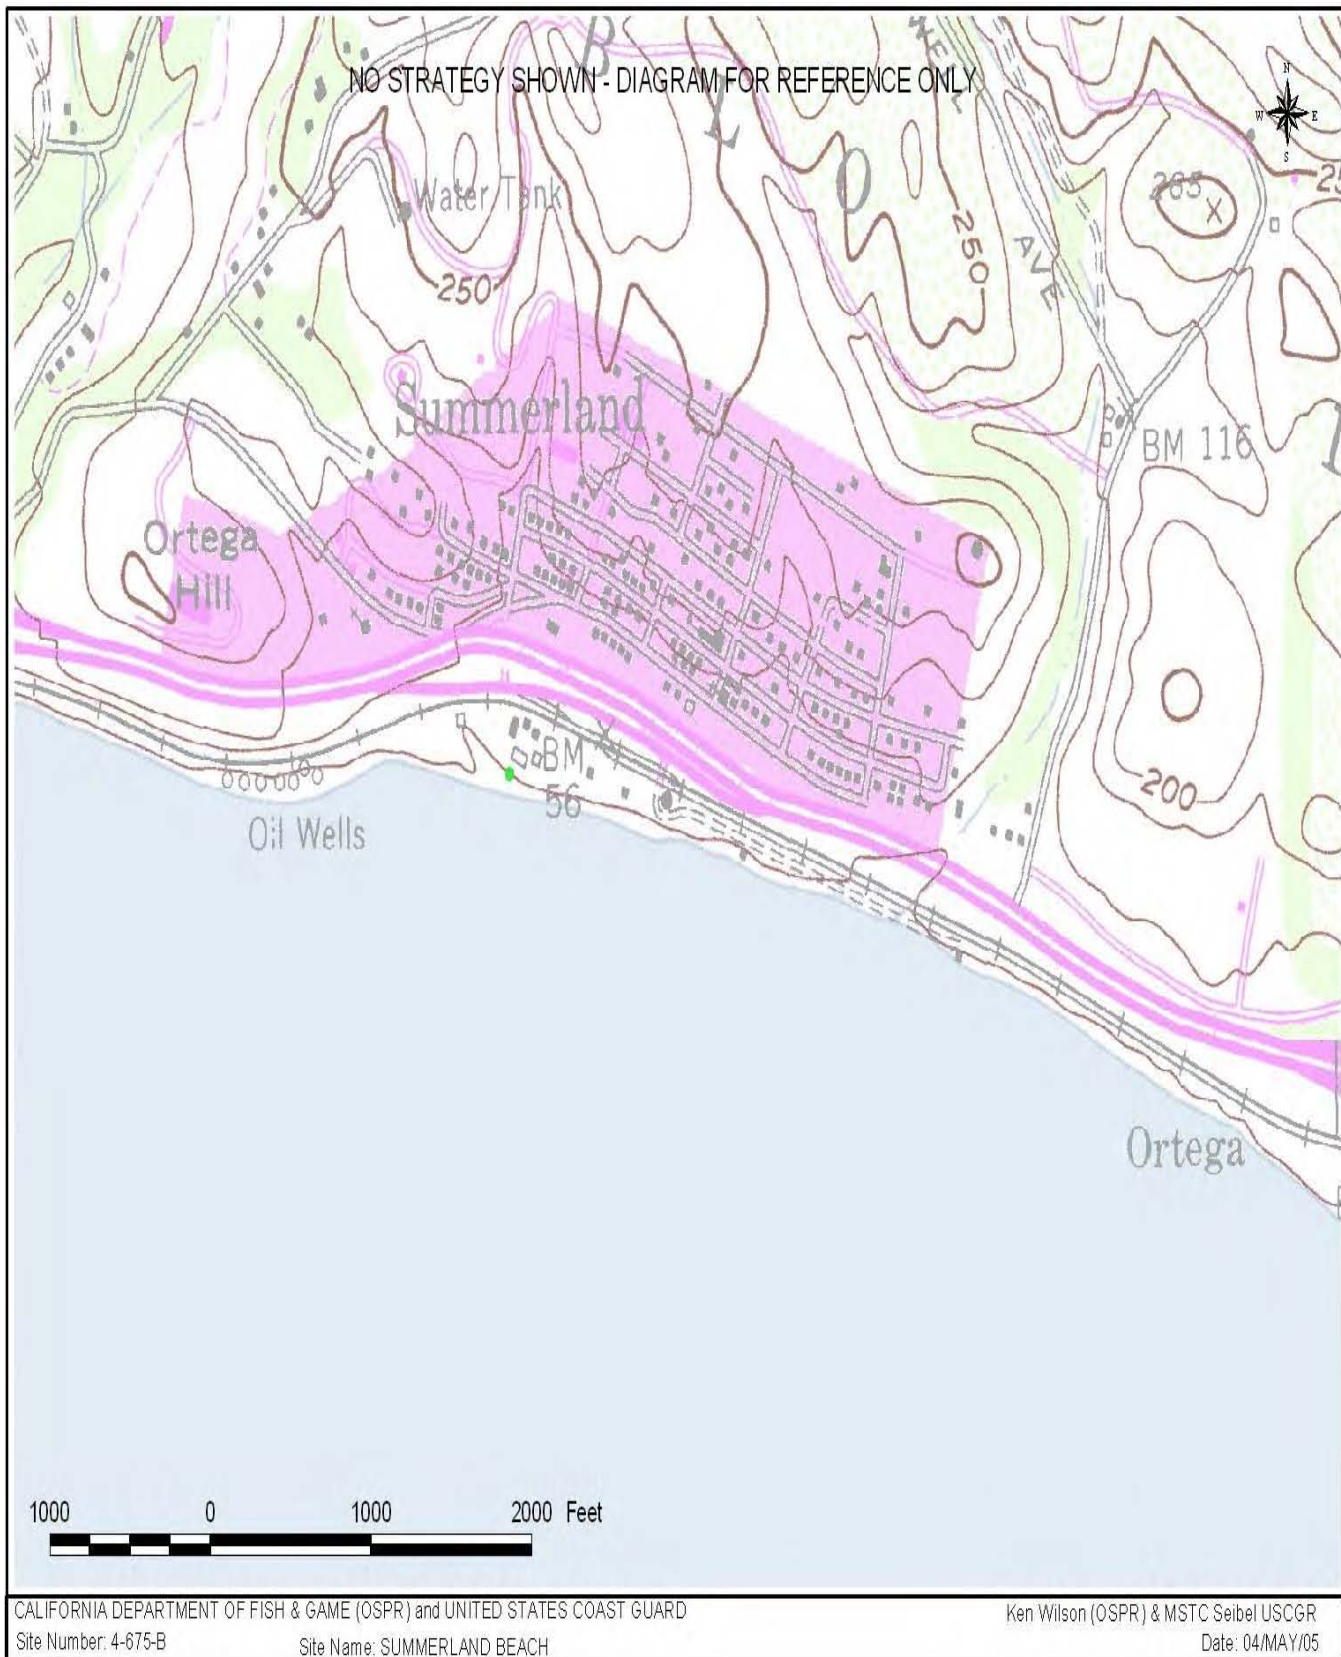 B
NO STRATEGY SHOWN - DIAGRAM FOR REFERENCE ONLY
L
N
W E
S
O
Water Tank
265
250
250
AVE
Summerland
BM 116
Ortega
Hill
BM
56
200
Oil Wells
Ortega
1000 0 1000 2000 Feet
CALIFORNIA DEPARTMENT OF FISH & GAME (OSPR) and UNITED STATES COAST GUARD
Ken Wilson (OSPR) & MSTC Seibel USCGR
Site Number: 4-675-B
Site Name: SUMMERLAND BEACH
Date: 04/MAY/05